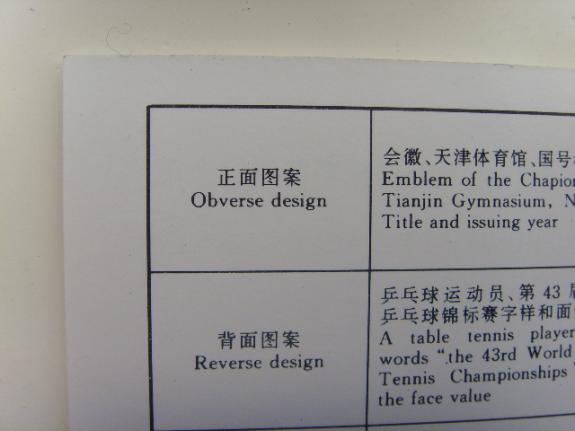 正面图案
Obverse design
会徽、天津体育馆、国号
Emblem of the Chapion
Tianjin Gymnasium, N
Title and issuing year
背面图案
Reverse design
乒乓球运动员、第 43 届
乒乓球锦标赛字样和面
A table tennis player
words “.the 43rd World
Tennis Championships
the face value